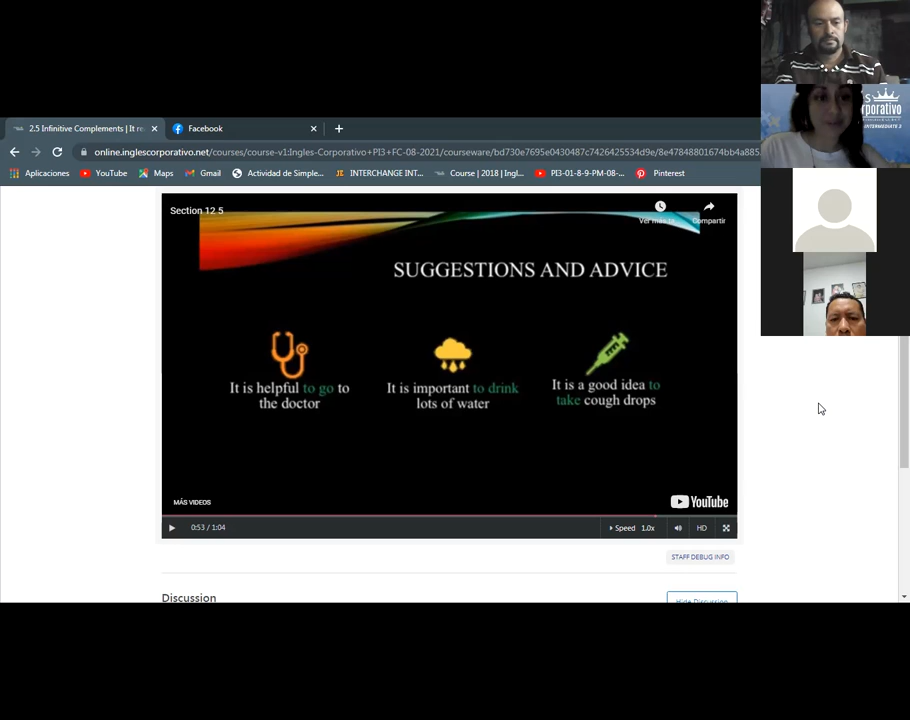 2.5 Infinitive Complements | It re
Facebook
online.inglescorporativo.net/courses/course-v1:Ingles-Corporativo+PI3+FC-08-2021/courseware/bd730e7695e0430487c7426425534d9e/8e47848801674bb4a885
Aplicaciones
YouTube
Maps
Gmail
Actividad de Simple...
INTERCHANGE INT...
Course | 2018 | Ingl...
PI3-01-8-9-PM-08-...
Pinterest
Section 12.5
Compartir
SUGGESTIONS AND ADVICE
It is helpful to go to
the doctor
It is important to drink
lots of water
It is a good idea to
take cough drops
MÁS VIDEOS
YouTube
0:53 / 1:04
Speed 1.0x
HD
STAFF DEBUG INFO
Discussion
Hide Discussion
INTERMEDIATE 3